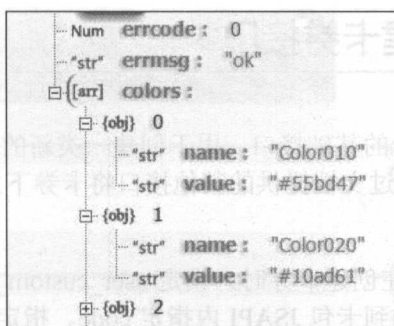 Num errcode : 0
"str" errmsg : "ok"
[arr] colors :
{obj} 0
"str" name : "Color010"
"str" value : "#55bd47"
{obj} 1
"str" name : "Color020"
"str" value : "#10ad61"
{obj} 2